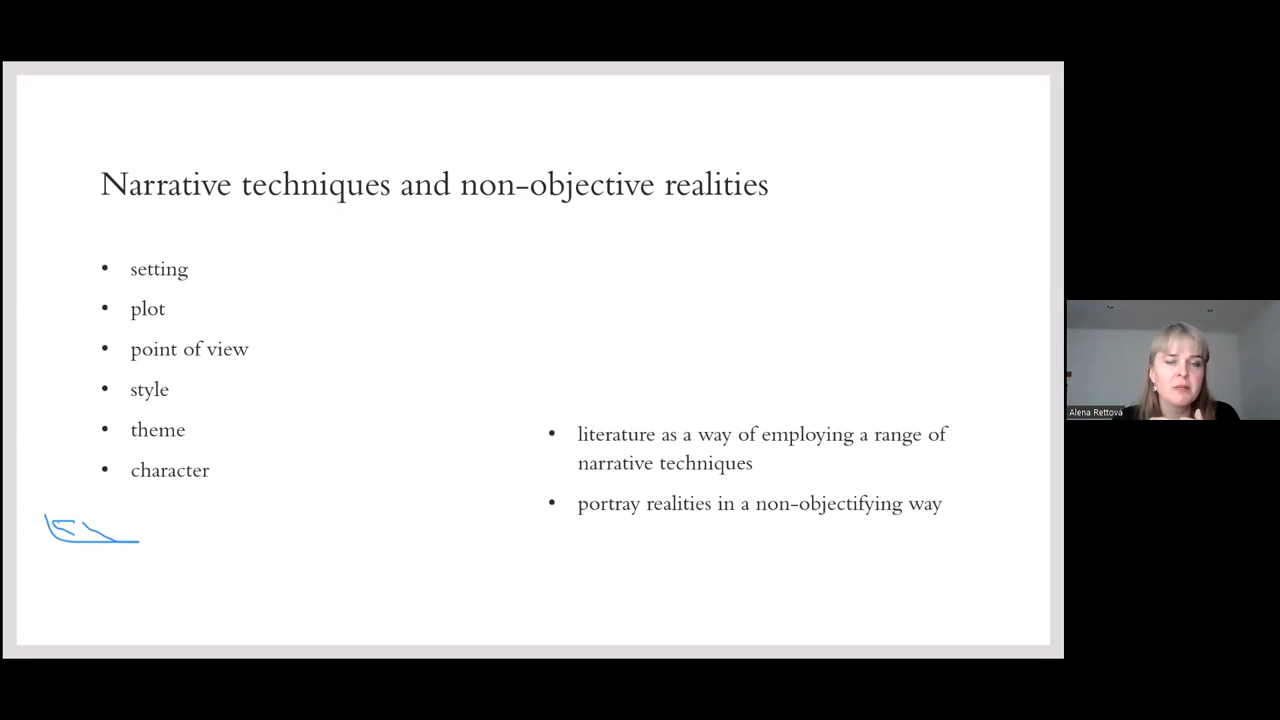 Narrative techniques and non-objective realities
• setting
• plot
• point of view
• style
• theme
• character
• literature as a way of employing a range of
narrative techniques
• portray realities in a non-objectifying way
Alena Rettová